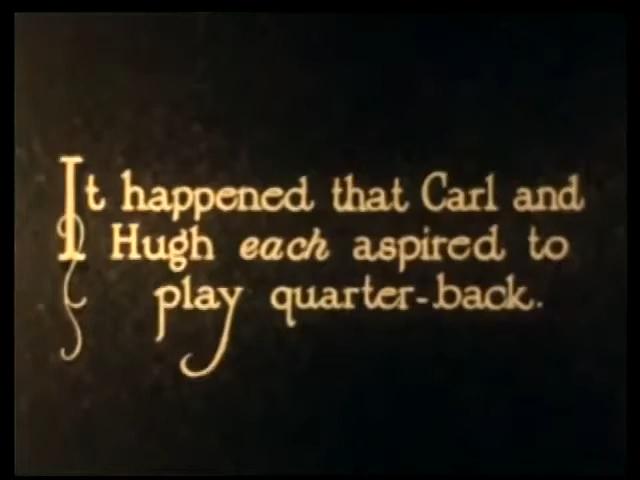 It happened that Carl and
Hugh each aspired to
play quarter-back.